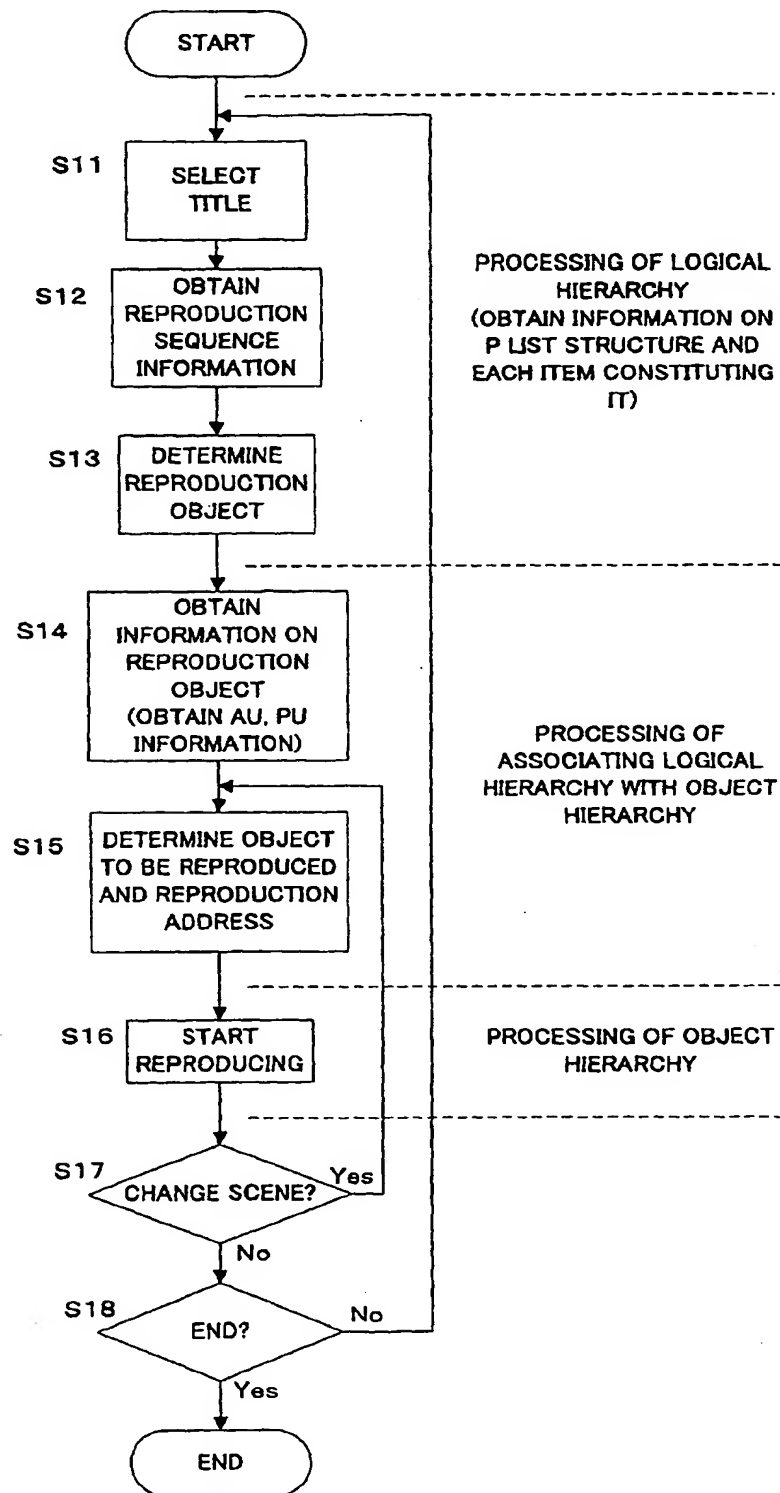 START
S11
SELECT
TITLE
S12
OBTAIN
REPRODUCTION
SEQUENCE
INFORMATION
S13
DETERMINE
REPRODUCTION
OBJECT
PROCESSING OF LOGICAL
HIERARCHY
(OBTAIN INFORMATION ON
P LIST STRUCTURE AND
EACH ITEM CONSTITUTING
IT)
S14
OBTAIN
INFORMATION ON
REPRODUCTION
OBJECT
(OBTAIN AU, PU
INFORMATION)
S15
DETERMINE OBJECT
TO BE REPRODUCED
AND REPRODUCTION
ADDRESS
PROCESSING OF
ASSOCIATING LOGICAL
HIERARCHY WITH OBJECT
HIERARCHY
S16
START
REPRODUCING
PROCESSING OF OBJECT
HIERARCHY
S17
CHANGE SCENE?
Yes
No
S18
END?
No
Yes
END